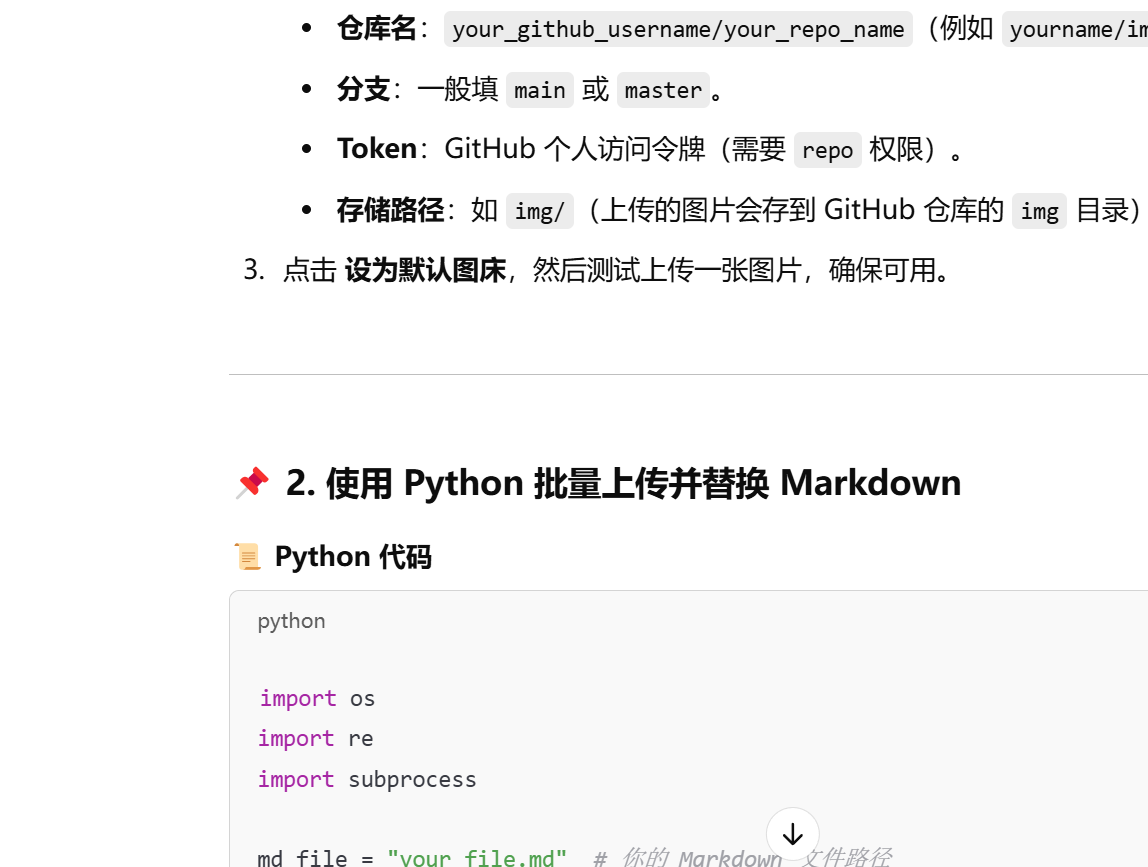 • 仓库名：your_github_username/your_repo_name（例如 yourname/im
• 分支：一般填 main 或 master。
• Token：GitHub 个人访问令牌（需要 repo 权限）。
• 存储路径：如 img/（上传的图片会存到 GitHub 仓库的 img 目录）
3. 点击 设为默认图床，然后测试上传一张图片，确保可用。
📌 2. 使用 Python 批量上传并替换 Markdown
📜 Python 代码
python
import os
import re
import subprocess
md_file = "your_file.md"  # 你的 Markdown 文件路径